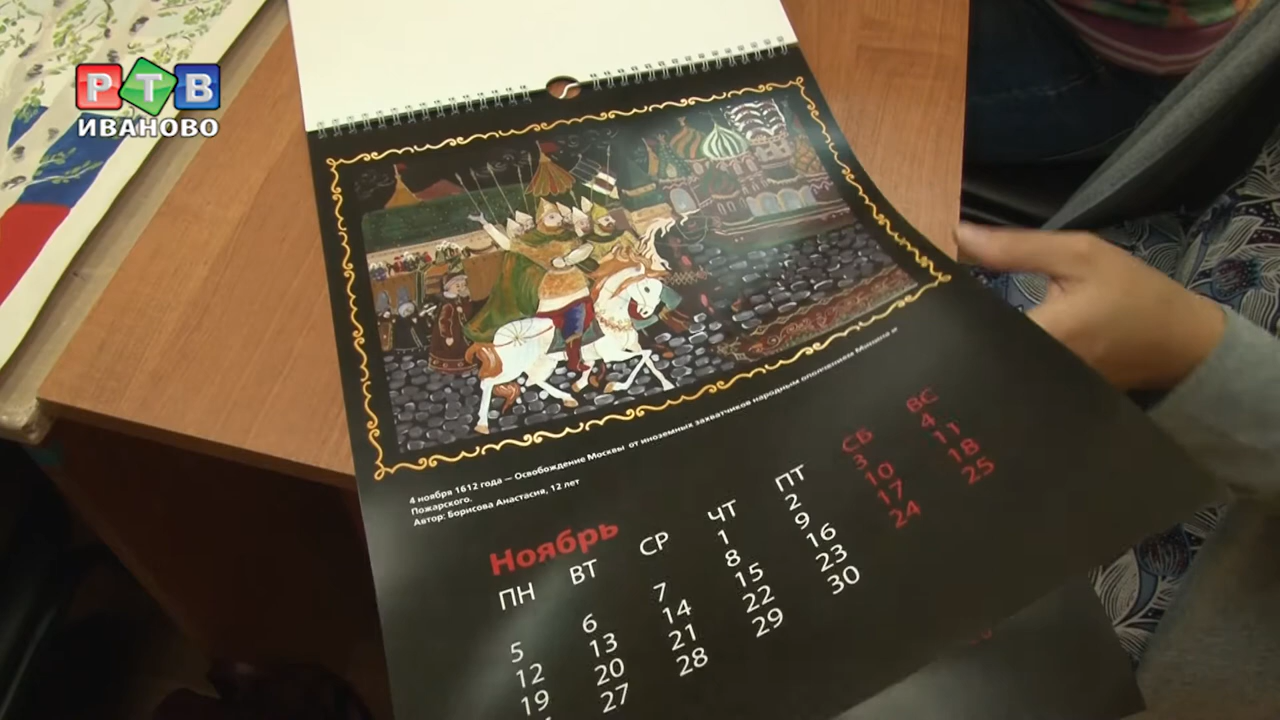 РТВ
ИВАНОВО
4 ноября 1612 года — Освобождение Москвы от иноземных захватчиков народным ополчением Минина и
Пожарского.
Автор: Борисова Анастасия, 12 лет
Ноябрь
ПН ВТ СР ЧТ ПТ СБ ВС
1 2 3 4
5 6 7 8 9 10 11
12 13 14 15 16 17 18
19 20 21 22 23 24 25
27 28 29 30